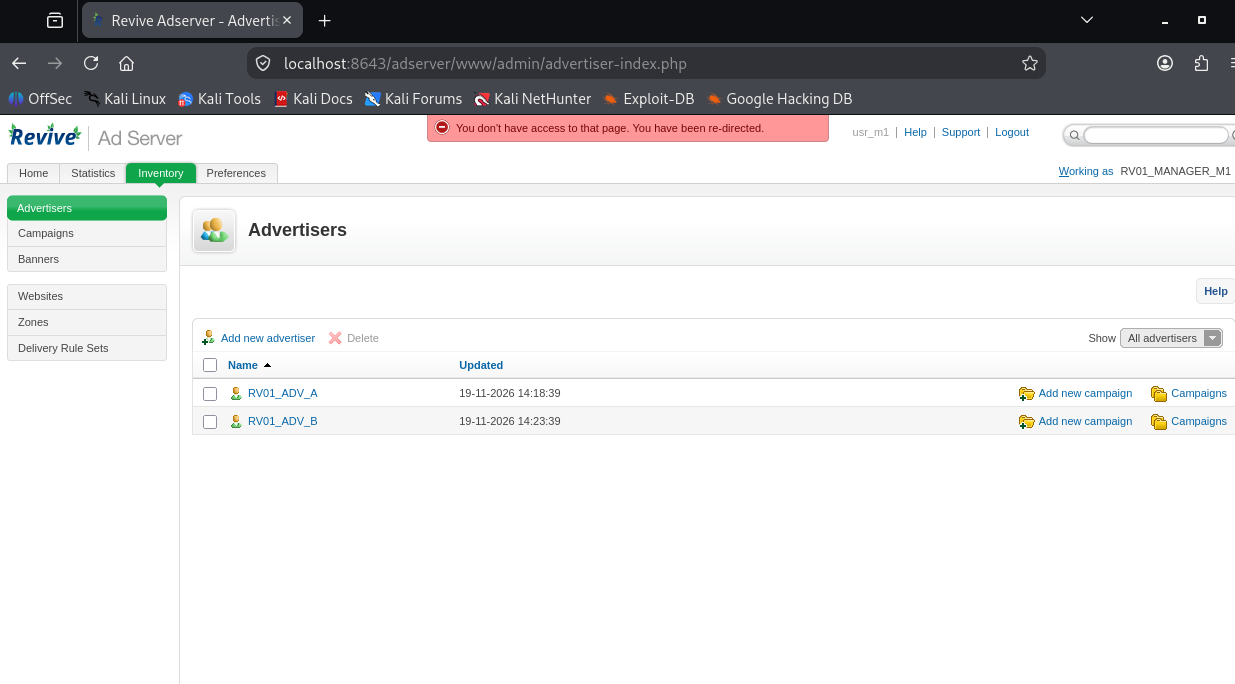 Revive Adserver - Advertis
localhost:8643/adserver/www/admin/advertiser-index.php
OffSec Kali Linux Kali Tools Kali Docs Kali Forums Kali NetHunter Exploit-DB Google Hacking DB
Revive Ad Server
You don't have access to that page. You have been re-directed.
usr_m1 Help Support Logout
Home Statistics Inventory Preferences
Working as RV01_MANAGER_M1
Advertisers
Campaigns
Banners
Websites
Zones
Delivery Rule Sets
Advertisers
Help
Add new advertiser Delete Show All advertisers
Name Updated
RV01_ADV_A 19-11-2026 14:18:39 Add new campaign Campaigns
RV01_ADV_B 19-11-2026 14:23:39 Add new campaign Campaigns